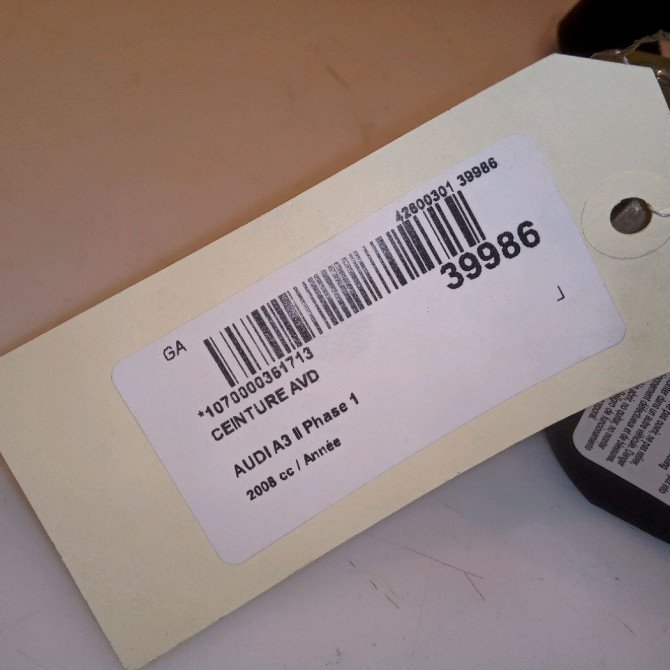 42600301 39986
39986
GA
*1070000361713
CEINTURE AVD
AUDI A3 II Phase 1
2008 cc / Année